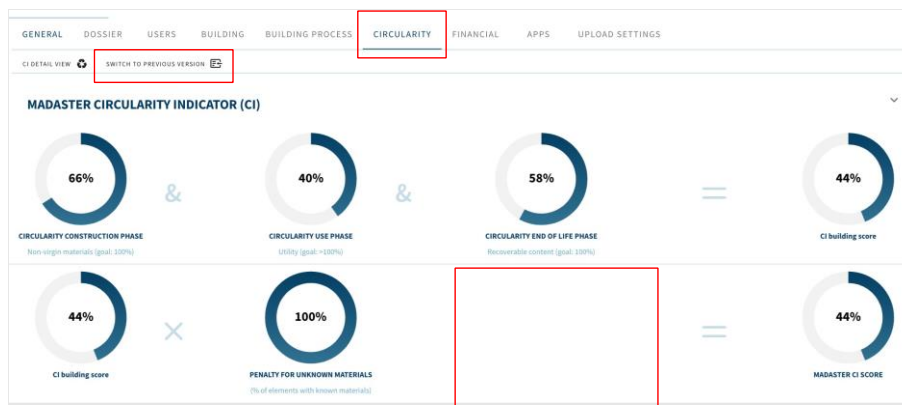 GENERAL DOSSIER USERS BUILDING BUILDING PROCESS CIRCULARITY FINANCIAL APPS UPLOAD SETTINGS
CI DETAIL VIEW SWITCH TO PREVIOUS VERSION
MADASTER CIRCULARITY INDICATOR (CI)
66% & 40% & 58% = 44%
CIRCULARITY CONSTRUCTION PHASE CIRCULARITY USE PHASE CIRCULARITY END OF LIFE PHASE CI building score
Non-virgin materials (goal: 100%) Utility (goal: >100%) Recoverable content (goal: 100%)
44% × 100% = 44%
CI building score PENALTY FOR UNKNOWN MATERIALS MADASTER CI SCORE
(% of elements with known materials)